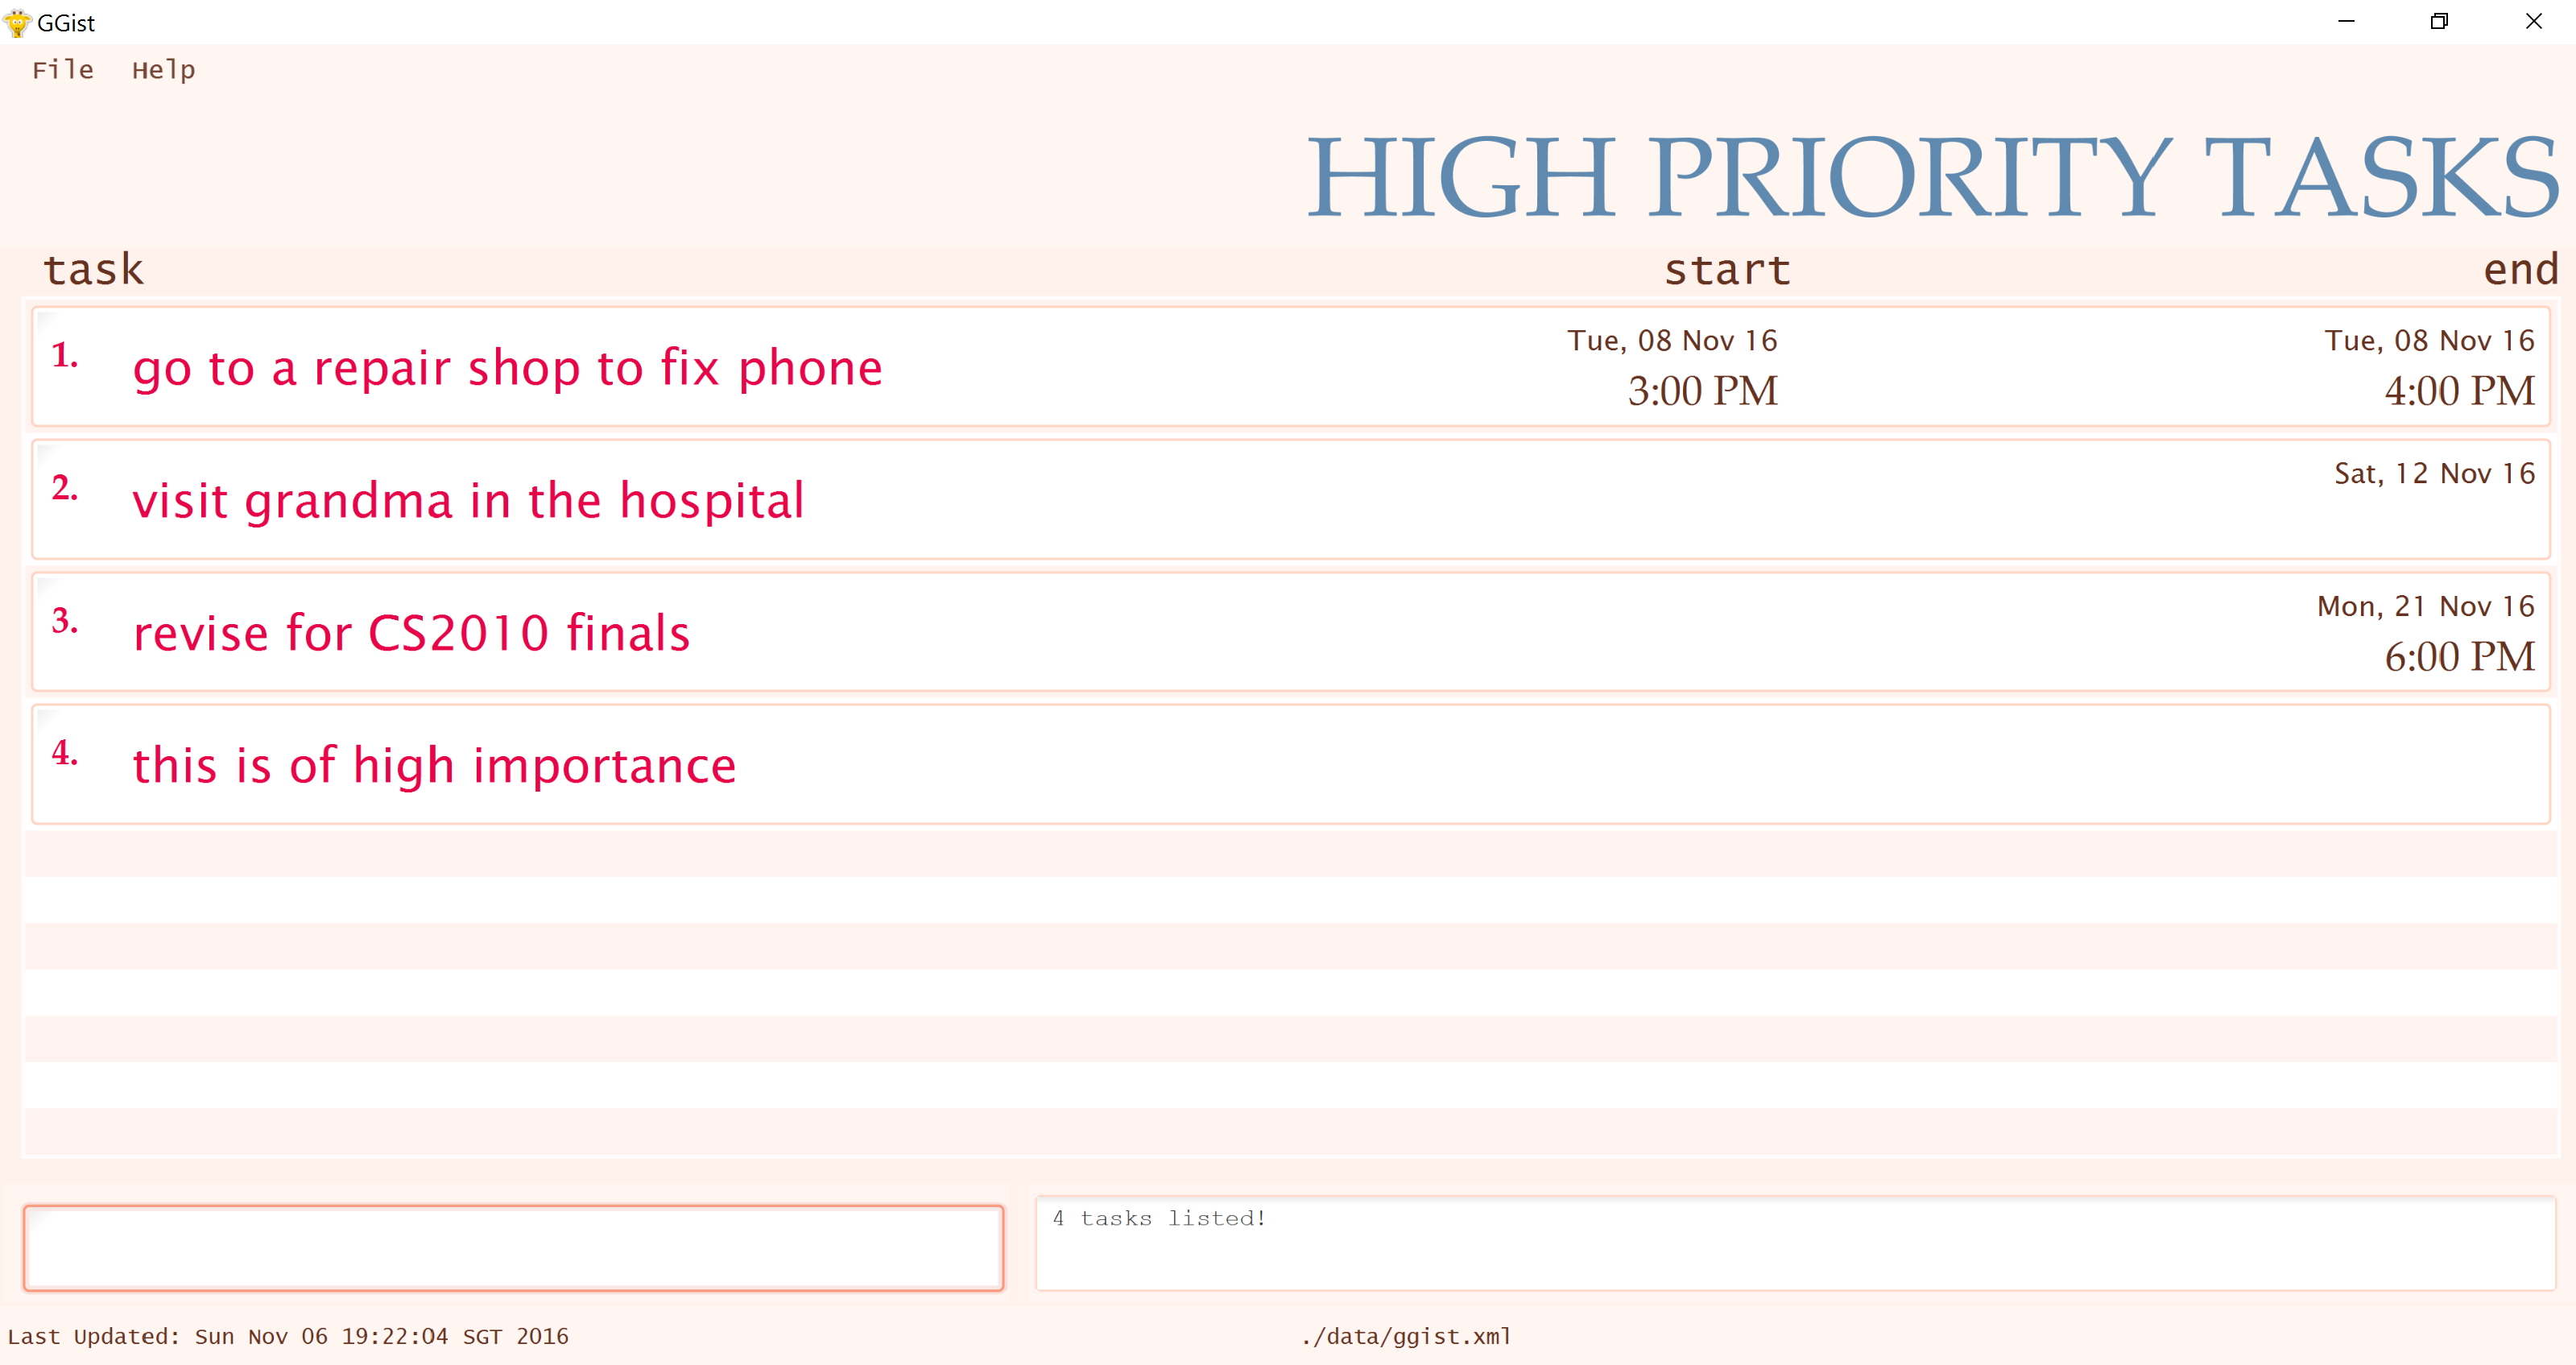 GGist
File Help
HIGH PRIORITY TASKS
task start end
1. go to a repair shop to fix phone Tue, 08 Nov 16 Tue, 08 Nov 16
3:00 PM 4:00 PM
2. visit grandma in the hospital Sat, 12 Nov 16
3. revise for CS2010 finals Mon, 21 Nov 16
6:00 PM
4. this is of high importance
4 tasks listed!
Last Updated: Sun Nov 06 19:22:04 SGT 2016 ./data/ggist.xml